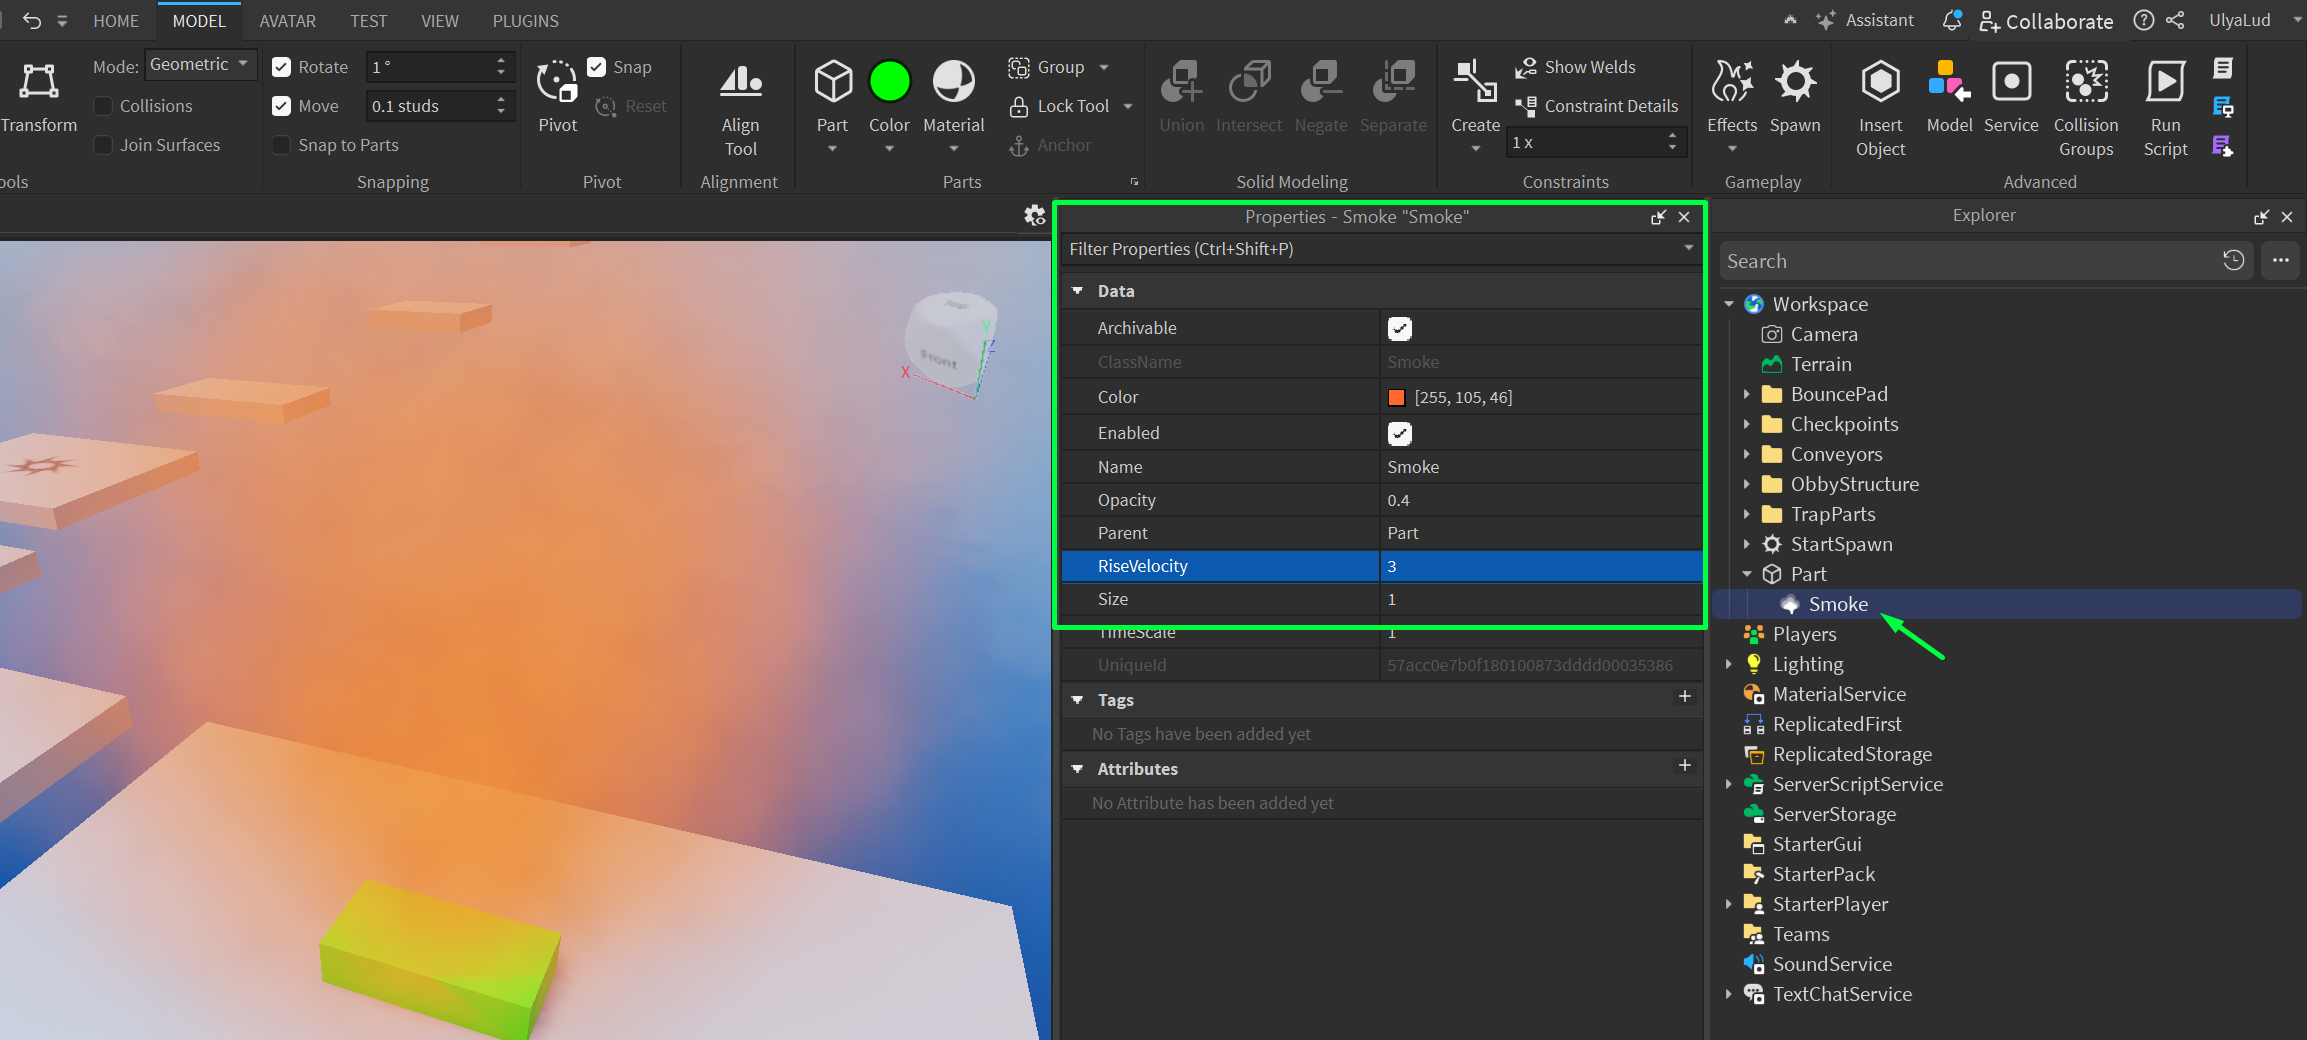 HOME MODEL AVATAR TEST VIEW PLUGINS Assistant Collaborate UlyaLud
Mode: Geometric Rotate 1 ° Snap Group Show Welds
Collisions Move 0.1 studs Reset Lock Tool Constraint Details
Transform Pivot Align Tool Part Color Material Union Intersect Negate Separate Create 1 x Effects Spawn Insert Object Model Service Collision Groups Run Script
Join Surfaces Snap to Parts Anchor
ools Snapping Pivot Alignment Parts Solid Modeling Constraints Gameplay Advanced
Top
Front
X
Y
Z
Properties - Smoke "Smoke"
Filter Properties (Ctrl+Shift+P)
Data
Archivable
ClassName Smoke
Color [255, 105, 46]
Enabled
Name Smoke
Opacity 0.4
Parent Part
RiseVelocity 3
Size 1
TimeScale 1
UniqueId 57acc0e7b0f180100873dddd00035386
Tags
No Tags have been added yet
Attributes
No Attribute has been added yet
Explorer
Search
Workspace
Camera
Terrain
BouncePad
Checkpoints
Conveyors
ObbyStructure
TrapParts
StartSpawn
Part
Smoke
Players
Lighting
MaterialService
ReplicatedFirst
ReplicatedStorage
ServerScriptService
ServerStorage
StarterGui
StarterPack
StarterPlayer
Teams
SoundService
TextChatService